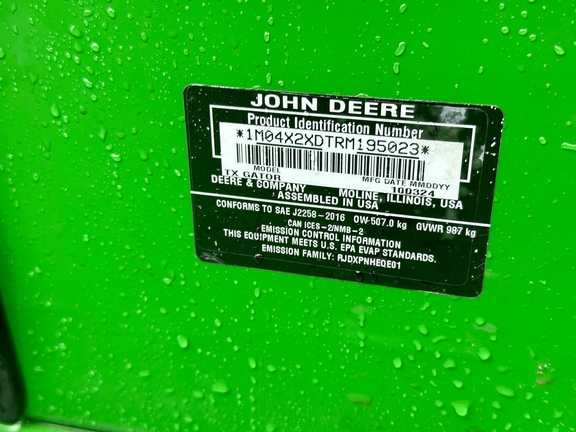 JOHN DEERE
Product Identification Number
*1M04X2XDTRM195023*
MODEL MFG DATE MMDDYY
TX GATOR 100324
DEERE & COMPANY MOLINE, ILLINOIS, USA
ASSEMBLED IN USA
CONFORMS TO SAE J2258-2016 OW-507.0 kg GVWR 987 kg
CAN ICES-2/NMB-2
EMISSION CONTROL INFORMATION
THIS EQUIPMENT MEETS U.S. EPA EVAP STANDARDS.
EMISSION FAMILY: RJDXPNHEQE01